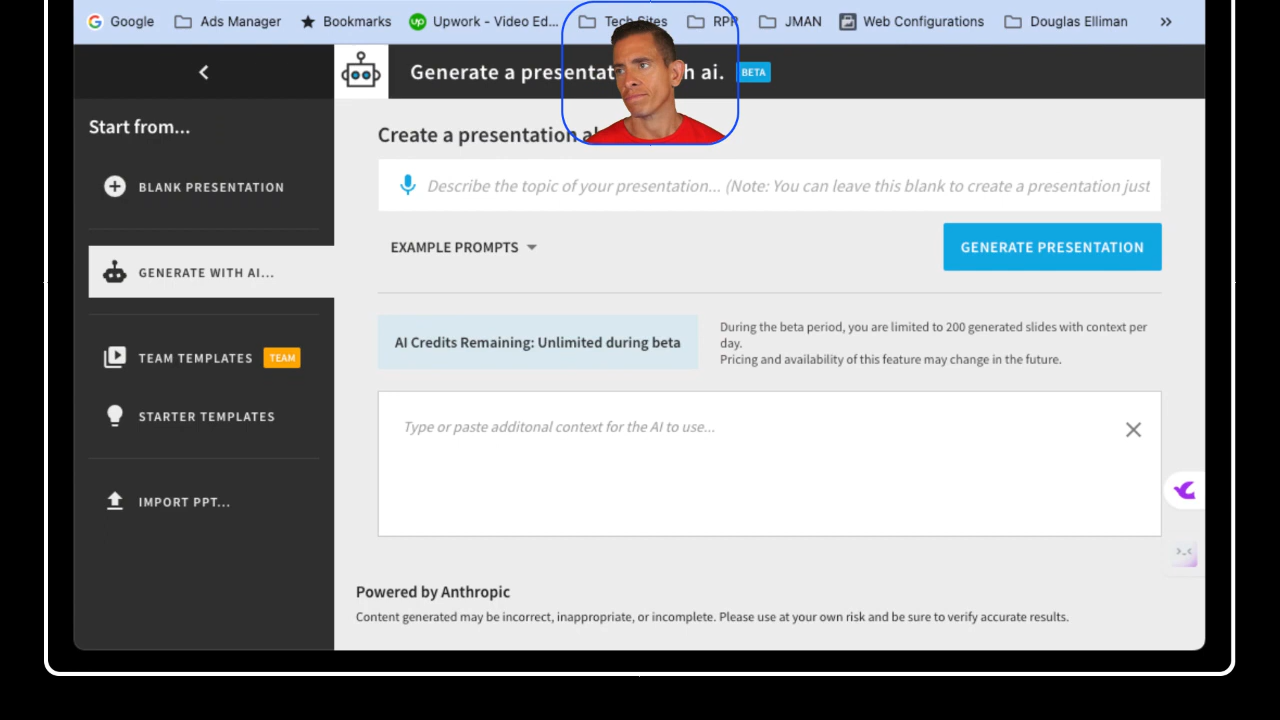 Google Ads Manager Bookmarks up Upwork - Video Ed... Tech Sites RPR JMAN Web Configurations Douglas Elliman »
Generate a presentat h ai. BETA
Start from...
BLANK PRESENTATION
GENERATE WITH AI...
TEAM TEMPLATES TEAM
STARTER TEMPLATES
IMPORT PPT...
Create a presentation
Describe the topic of your presentation... (Note: You can leave this blank to create a presentation just
EXAMPLE PROMPTS
GENERATE PRESENTATION
AI Credits Remaining: Unlimited during beta
During the beta period, you are limited to 200 generated slides with context per
day.
Pricing and availability of this feature may change in the future.
Type or paste additonal context for the AI to use...
Powered by Anthropic
Content generated may be incorrect, inappropriate, or incomplete. Please use at your own risk and be sure to verify accurate results.